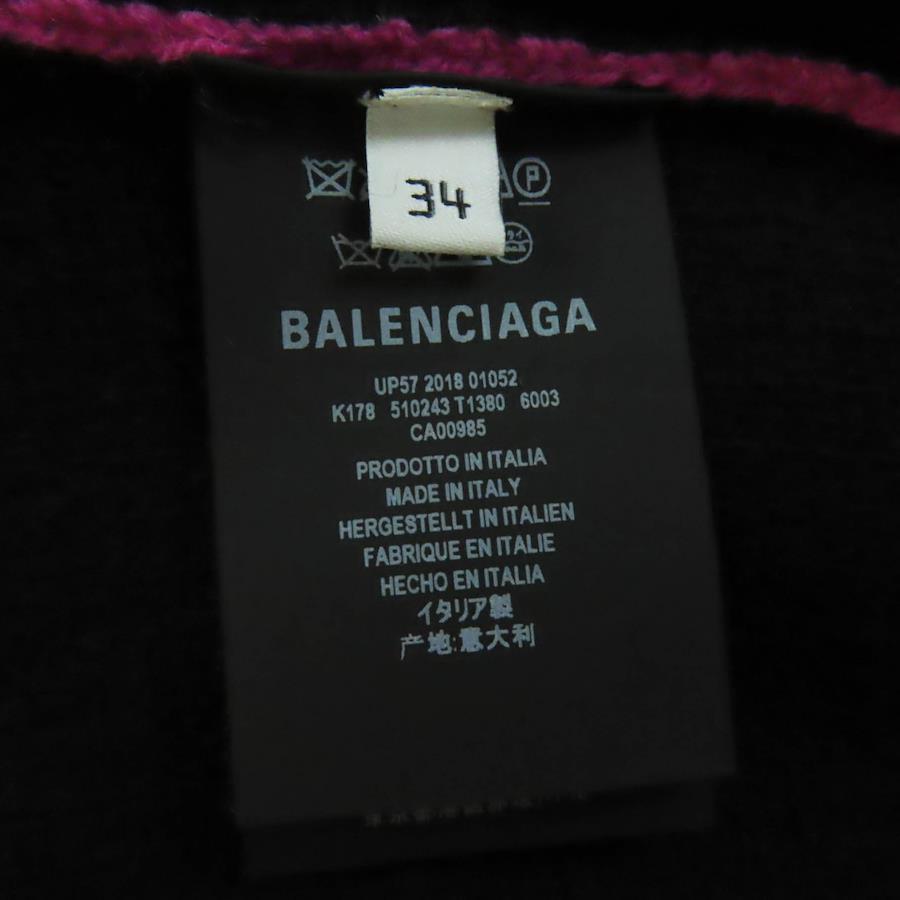 34
P
BALENCIAGA
UP57 2018 01052
K178 510243 T1380 6003
CA00985
PRODOTTO IN ITALIA
MADE IN ITALY
HERGESTELLT IN ITALIEN
FABRIQUE EN ITALIE
HECHO EN ITALIA
イタリア製
产地:意大利